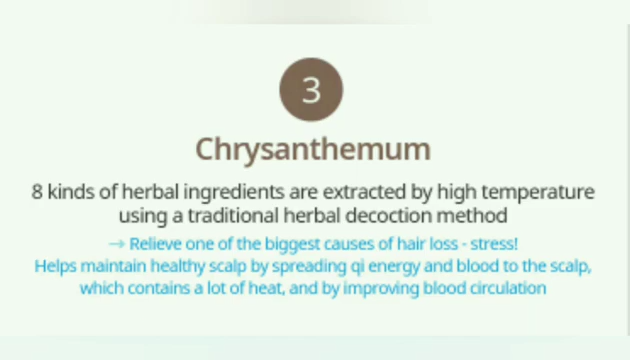 3
Chrysanthemum
8 kinds of herbal ingredients are extracted by high temperature
using a traditional herbal decoction method
→ Relieve one of the biggest causes of hair loss - stress!
Helps maintain healthy scalp by spreading qi energy and blood to the scalp,
which contains a lot of heat, and by improving blood circulation